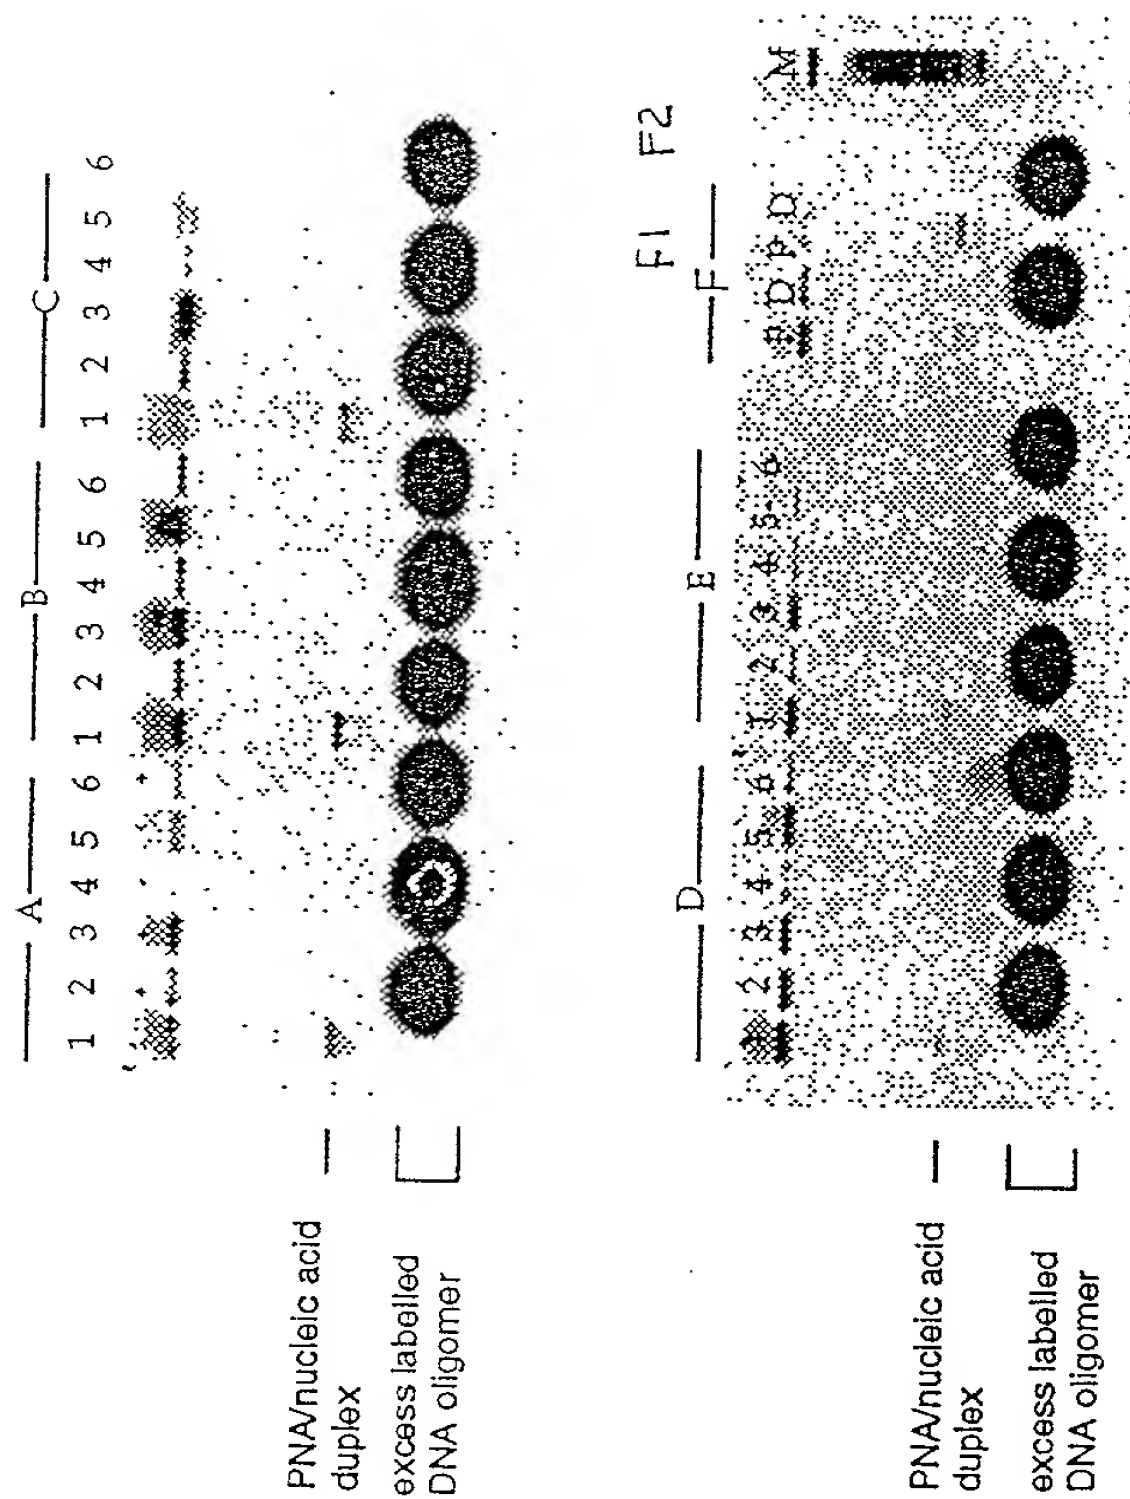 A B C
1 2 3 4 5 6 1 2 3 4 5 6 1 2 3 4 5 6
PNA/nucleic acid
duplex
excess labelled
DNA oligomer
F1 F2
D E F
1 2 3 4 5 6 1 2 3 4 5 6 P D P D M
PNA/nucleic acid
duplex
excess labelled
DNA oligomer